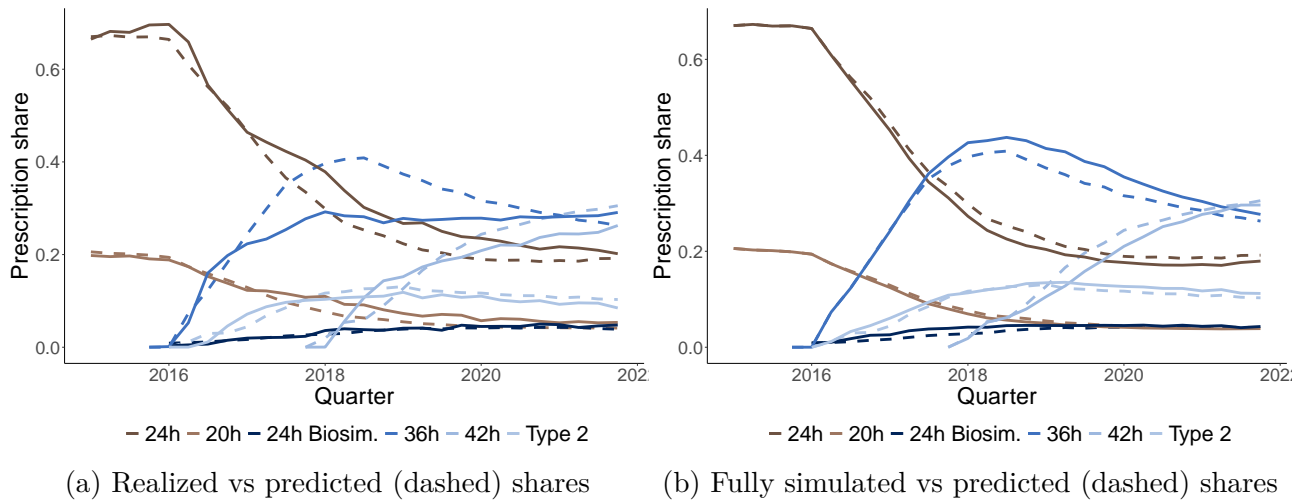 Prescription share
0.6
0.4
0.2
0.0
2016 2018 2020 202
Quarter
24h 20h 24h Biosim. 36h 42h Type 2
(a) Realized vs predicted (dashed) shares
Prescription share
0.6
0.4
0.2
0.0
2016 2018 2020 2022
Quarter
24h 20h 24h Biosim. 36h 42h Type 2
(b) Fully simulated vs predicted (dashed) shares